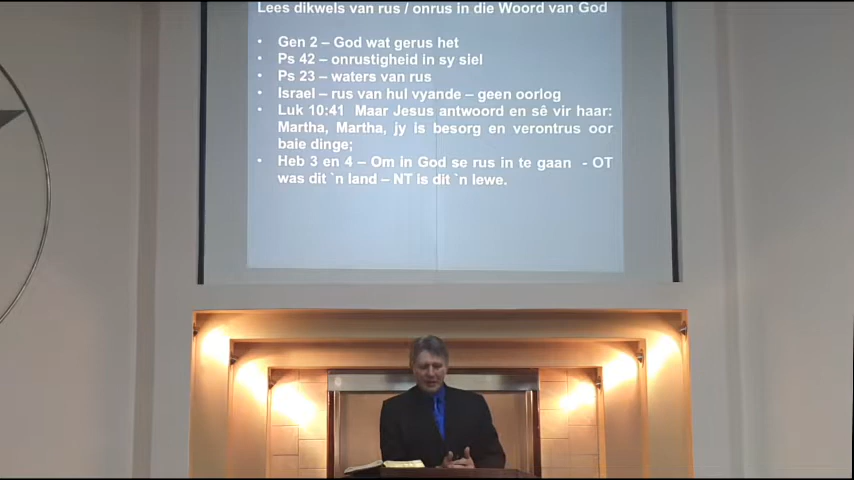 Lees dikwels van rus / onrus in die Woord van God
• Gen 2 – God wat gerus het
• Ps 42 – onrustigheid in sy siel
• Ps 23 – waters van rus
• Israel – rus van hul vyande – geen oorlog
• Luk 10:41 Maar Jesus antwoord en sê vir haar:
Martha, Martha, jy is besorg en verontrus oor
baie dinge;
• Heb 3 en 4 – Om in God se rus in te gaan - OT
was dit `n land – NT is dit `n lewe.